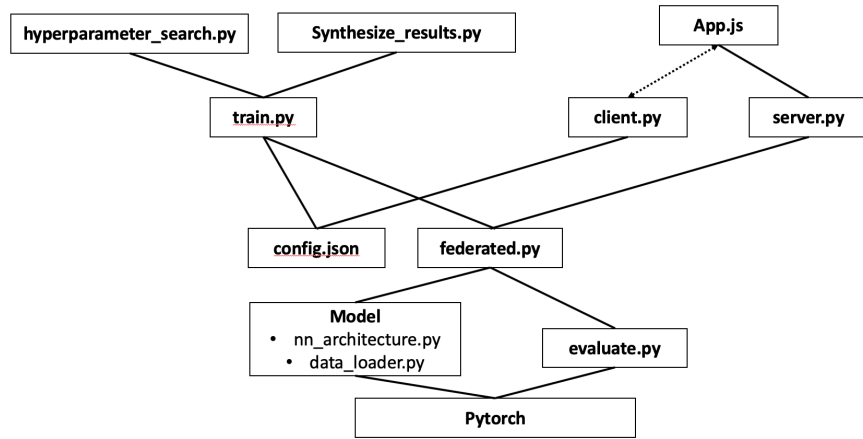 hyperparameter_search.py
Synthesize_results.py
App.js
train.py
client.py
server.py
config.json
federated.py
Model
• nn_architecture.py
• data_loader.py
evaluate.py
Pytorch